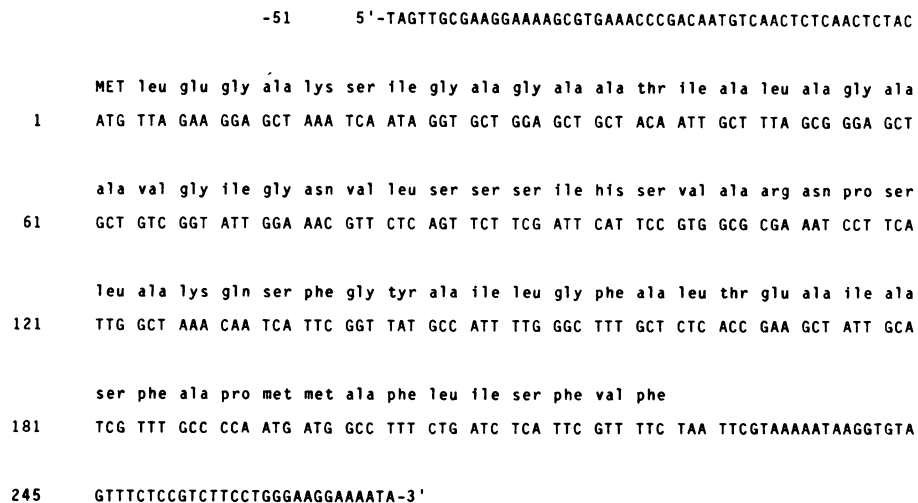 -51 5'-TAGTTGCGAAGGAAAAGCGTGAAACCCGACAATGTCAACTCTCAACTCTAC
MET leu glu gly ala lys ser ile gly ala gly ala ala thr ile ala leu ala gly ala
1 ATG TTA GAA GGA GCT AAA TCA ATA GGT GCT GGA GCT GCT ACA ATT GCT TTA GCG GGA GCT
ala val gly ile gly asn val leu ser ser ser ile his ser val ala arg asn pro ser
61 GCT GTC GGT ATT GGA AAC GTT CTC AGT TCT TCG ATT CAT TCC GTG GCG CGA AAT CCT TCA
leu ala lys gln ser phe gly tyr ala ile leu gly phe ala leu thr glu ala ile ala
121 TTG GCT AAA CAA TCA TTC GGT TAT GCC ATT TTG GGC TTT GCT CTC ACC GAA GCT ATT GCA
ser phe ala pro met met ala phe leu ile ser phe val phe
181 TCG TTT GCC CCA ATG ATG GCC TTT CTG ATC TCA TTC GTT TTC TAA TTCGTAAAAATAAGGTGTA
245 GTTTCTCCGTCTTCCTGGGAAGGAAAATA-3'